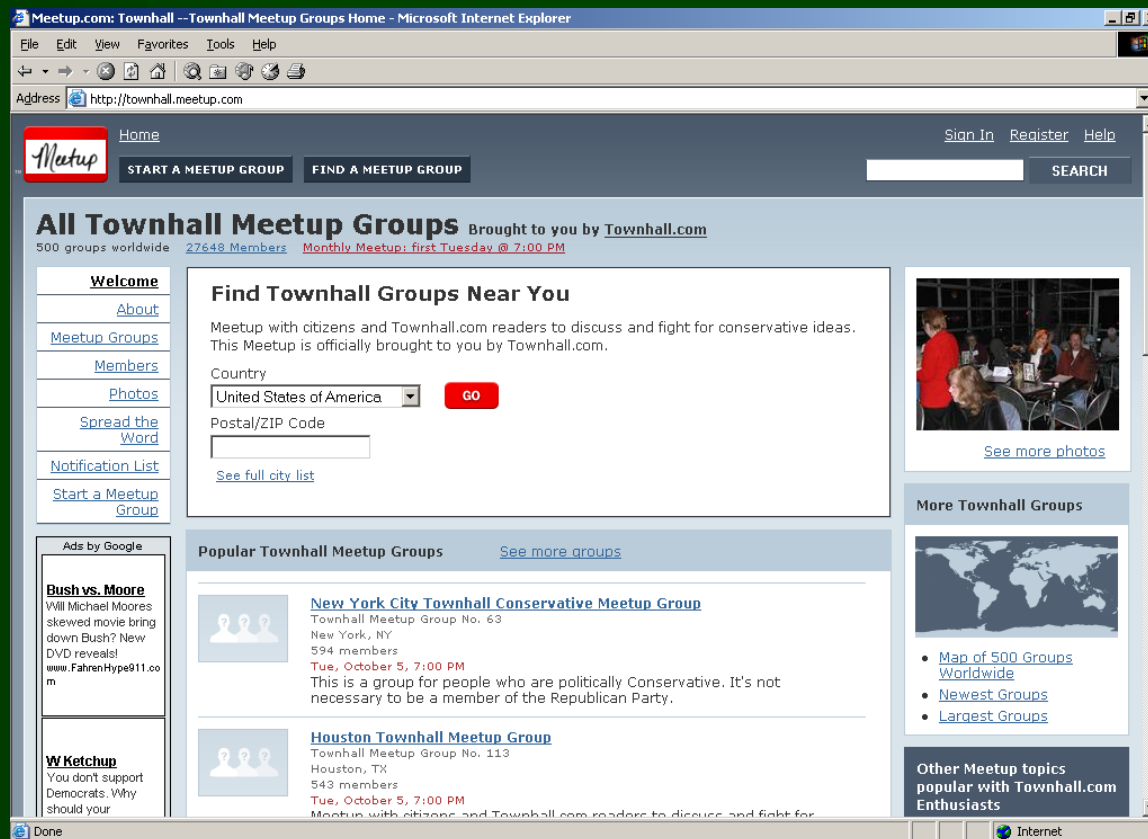 Meetup.com: Townhall --Townhall Meetup Groups Home - Microsoft Internet Explorer
File Edit View Favorites Tools Help
Address http://townhall.meetup.com
Meetup
Home
Sign In Register Help
START A MEETUP GROUP FIND A MEETUP GROUP
SEARCH
All Townhall Meetup Groups Brought to you by Townhall.com
500 groups worldwide 27648 Members Monthly Meetup: first Tuesday @ 7:00 PM
Welcome
About
Meetup Groups
Members
Photos
Spread the
Word
Notification List
Start a Meetup
Group
Find Townhall Groups Near You
Meetup with citizens and Townhall.com readers to discuss and fight for conservative ideas.
This Meetup is officially brought to you by Townhall.com.
Country
United States of America GO
Postal/ZIP Code
See full city list
See more photos
More Townhall Groups
Map of 500 Groups
Worldwide
Newest Groups
Largest Groups
Other Meetup topics
popular with Townhall.com
Enthusiasts
Ads by Google
Bush vs. Moore
Will Michael Moores
skewed movie bring
down Bush? New
DVD reveals!
www.FahrenHype911.co
m
W Ketchup
You don't support
Democrats. Why
should your
Popular Townhall Meetup Groups See more groups
New York City Townhall Conservative Meetup Group
Townhall Meetup Group No. 63
New York, NY
594 members
Tue, October 5, 7:00 PM
This is a group for people who are politically Conservative. It's not
necessary to be a member of the Republican Party.
Houston Townhall Meetup Group
Townhall Meetup Group No. 113
Houston, TX
543 members
Tue, October 5, 7:00 PM
Meetup with citizens and Townhall.com readers to discuss and fight for
Done Internet